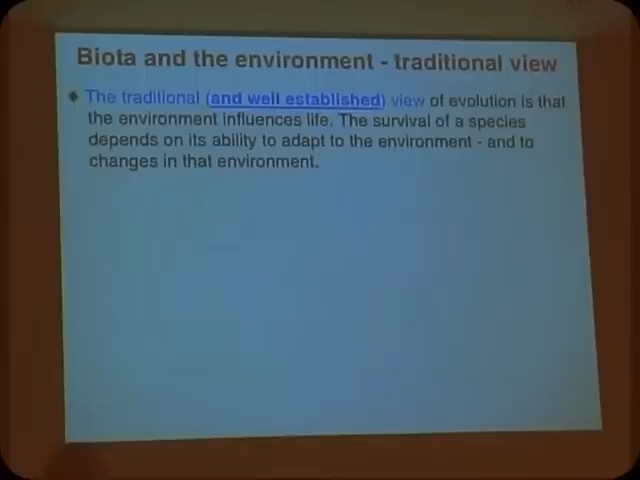 Biota and the environment - traditional view
◆ The traditional (and well established) view of evolution is that
the environment influences life. The survival of a species
depends on its ability to adapt to the environment - and to
changes in that environment.